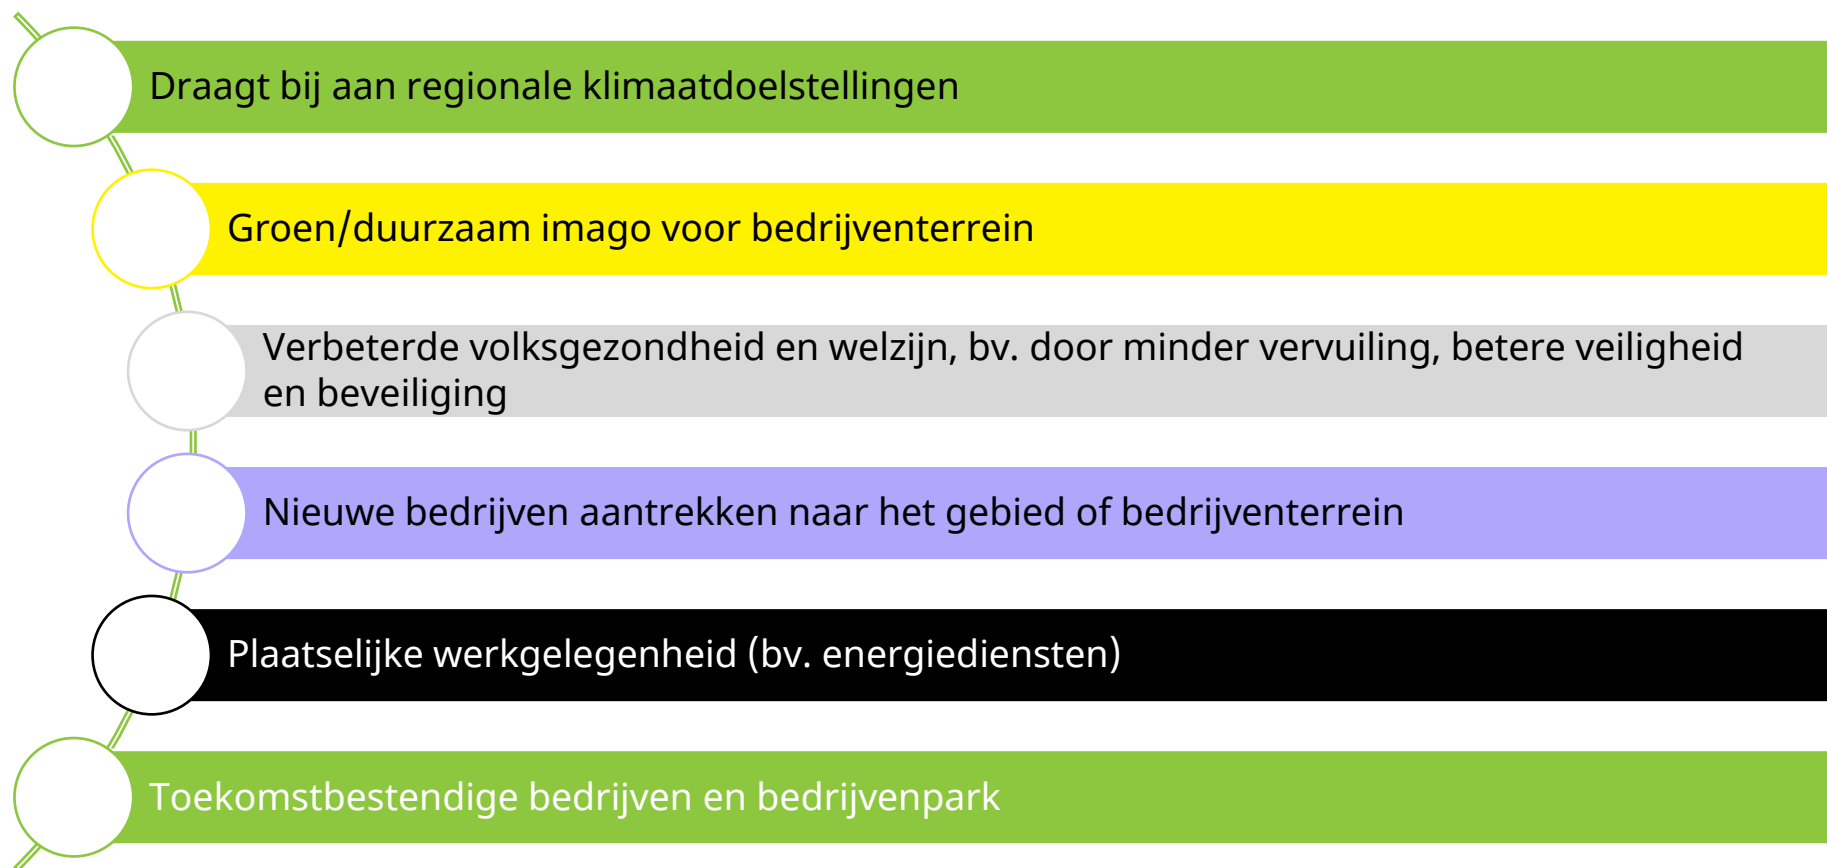 Draagt bij aan regionale klimaatdoelstellingen
Groen/duurzaam imago voor bedrijventerrein
Verbeterde volksgezondheid en welzijn, bv. door minder vervuiling, betere veiligheid
en beveiliging
Nieuwe bedrijven aantrekken naar het gebied of bedrijventerrein
Plaatselijke werkgelegenheid (bv. energiediensten)
Toekomstbestendige bedrijven en bedrijvenpark